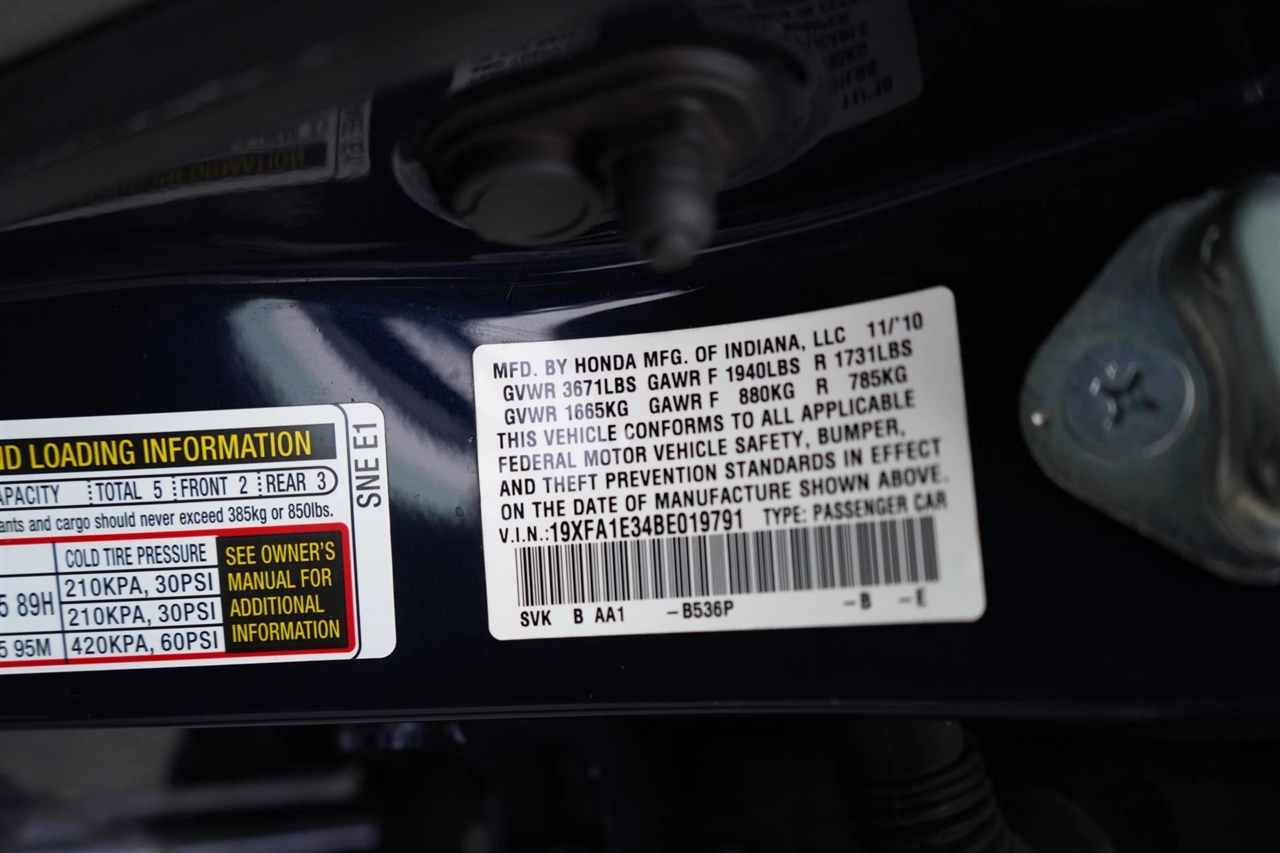 MFD. BY HONDA MFG. OF INDIANA, LLC 11/'10
GVWR 3671LBS GAWR F 1940LBS R 1731LBS
GVWR 1665KG GAWR F 880KG R 785KG
THIS VEHICLE CONFORMS TO ALL APPLICABLE
FEDERAL MOTOR VEHICLE SAFETY, BUMPER,
AND THEFT PREVENTION STANDARDS IN EFFECT
ON THE DATE OF MANUFACTURE SHOWN ABOVE.
V.I.N.:19XFA1E34BE019791 TYPE: PASSENGER CAR
SVK B AA1 -B536P -B -E
ND LOADING INFORMATION
APACITY TOTAL 5 FRONT 2 REAR 3
ants and cargo should never exceed 385kg or 850lbs.
COLD TIRE PRESSURE
5 89H 210KPA, 30PSI
210KPA, 30PSI
5 95M 420KPA, 60PSI
SEE OWNER'S
MANUAL FOR
ADDITIONAL
INFORMATION
SNE E1